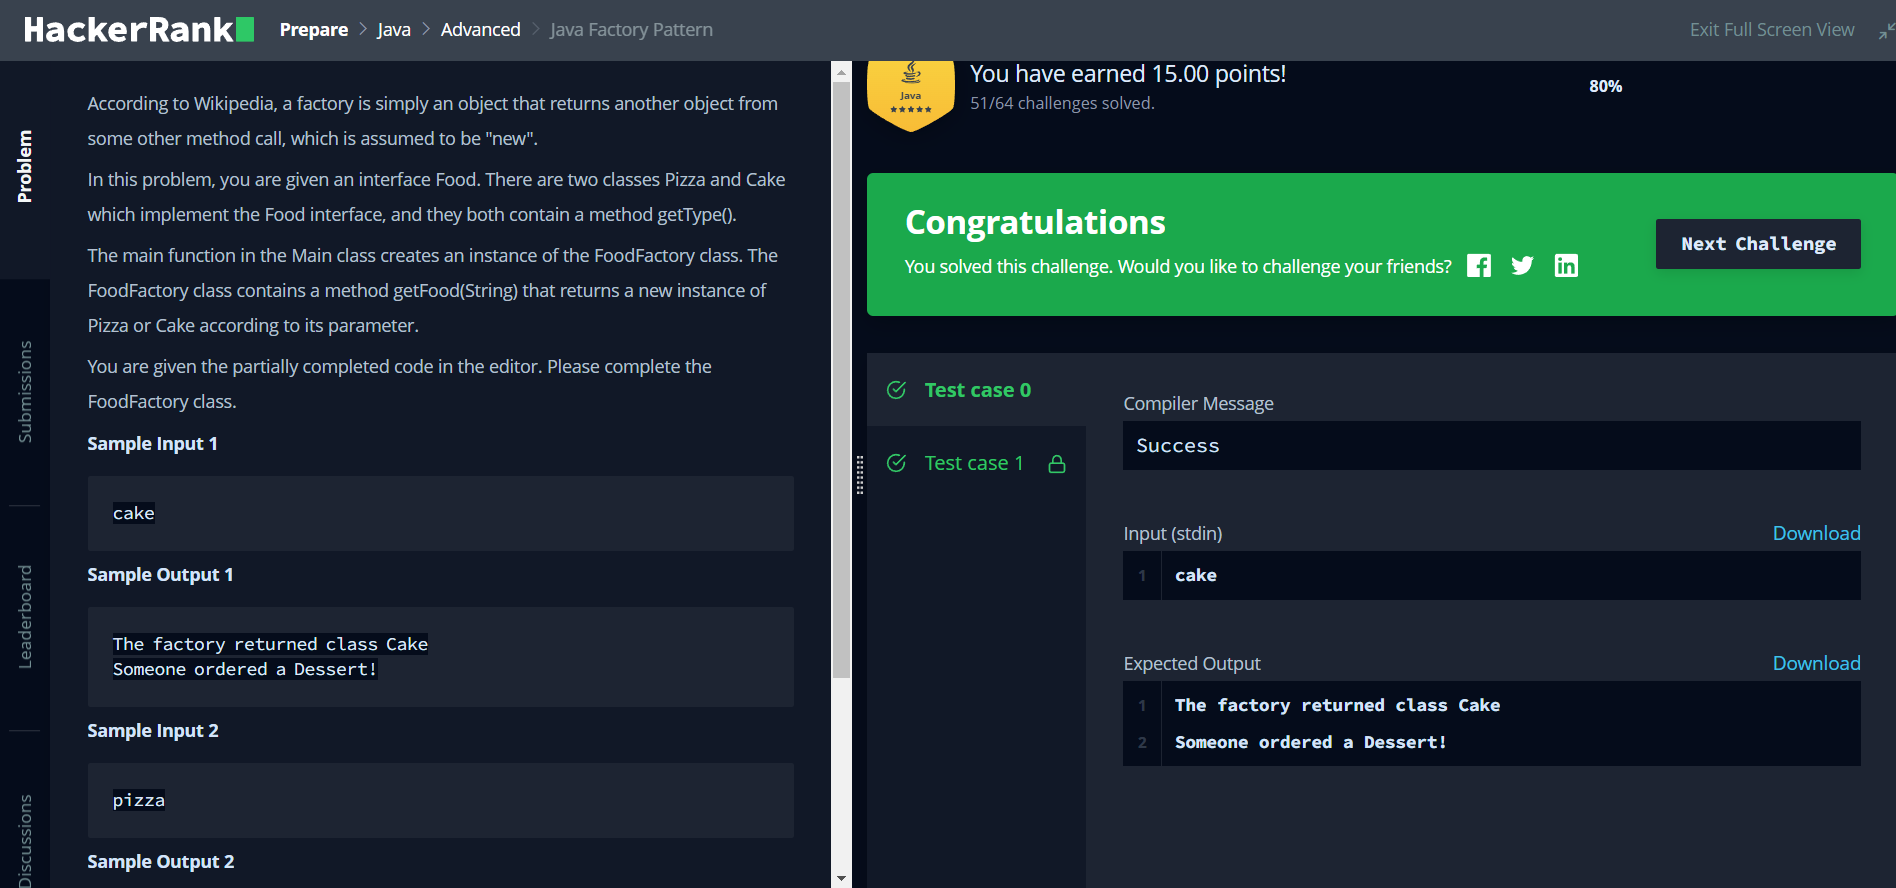 HackerRank
Prepare > Java > Advanced > Java Factory Pattern
Exit Full Screen View
Problem
Submissions
Leaderboard
Discussions
According to Wikipedia, a factory is simply an object that returns another object from
some other method call, which is assumed to be "new".
In this problem, you are given an interface Food. There are two classes Pizza and Cake
which implement the Food interface, and they both contain a method getType().
The main function in the Main class creates an instance of the FoodFactory class. The
FoodFactory class contains a method getFood(String) that returns a new instance of
Pizza or Cake according to its parameter.
You are given the partially completed code in the editor. Please complete the
FoodFactory class.
Sample Input 1
cake
Sample Output 1
The factory returned class Cake
Someone ordered a Dessert!
Sample Input 2
pizza
Sample Output 2
Java
You have earned 15.00 points!
51/64 challenges solved.
80%
Congratulations
You solved this challenge. Would you like to challenge your friends?
Next Challenge
Test case 0
Test case 1
Compiler Message
Success
Input (stdin)
Download
1 cake
Expected Output
Download
1 The factory returned class Cake
2 Someone ordered a Dessert!